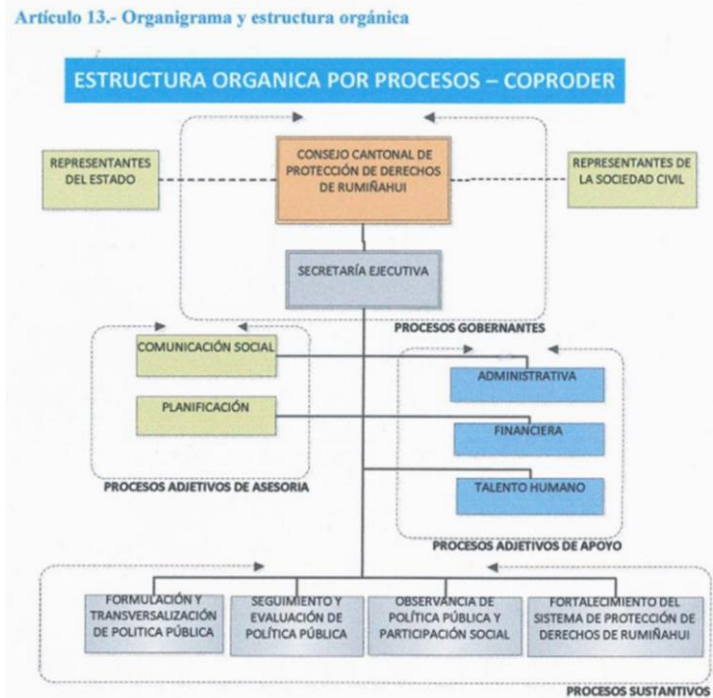 Artículo 13.- Organigrama y estructura orgánica
ESTRUCTURA ORGANICA POR PROCESOS – COPRODER
REPRESENTANTES
DEL ESTADO
CONSEJO CANTONAL DE
PROTECCIÓN DE DERECHOS
DE RUMIÑAHUI
REPRESENTANTES DE
LA SOCIEDAD CIVIL
SECRETARÍA EJECUTIVA
PROCESOS GOBERNANTES
COMUNICACIÓN SOCIAL
PLANIFICACIÓN
PROCESOS ADJETIVOS DE ASESORIA
ADMINISTRATIVA
FINANCIERA
TALENTO HUMANO
PROCESOS ADJETIVOS DE APOYO
FORMULACIÓN Y
TRANSVERSALIZACIÓN
DE POLITICA PÚBLICA
SEGUIMIENTO Y
EVALUACIÓN DE
POLÍTICA PÚBLICA
OBSERVANCIA DE
POLÍTICA PÚBLICA Y
PARTICIPACIÓN SOCIAL
FORTALECIMIENTO DEL
SISTEMA DE PROTECCIÓN DE
DERECHOS DE RUMIÑAHUI
PROCESOS SUSTANTIVOS